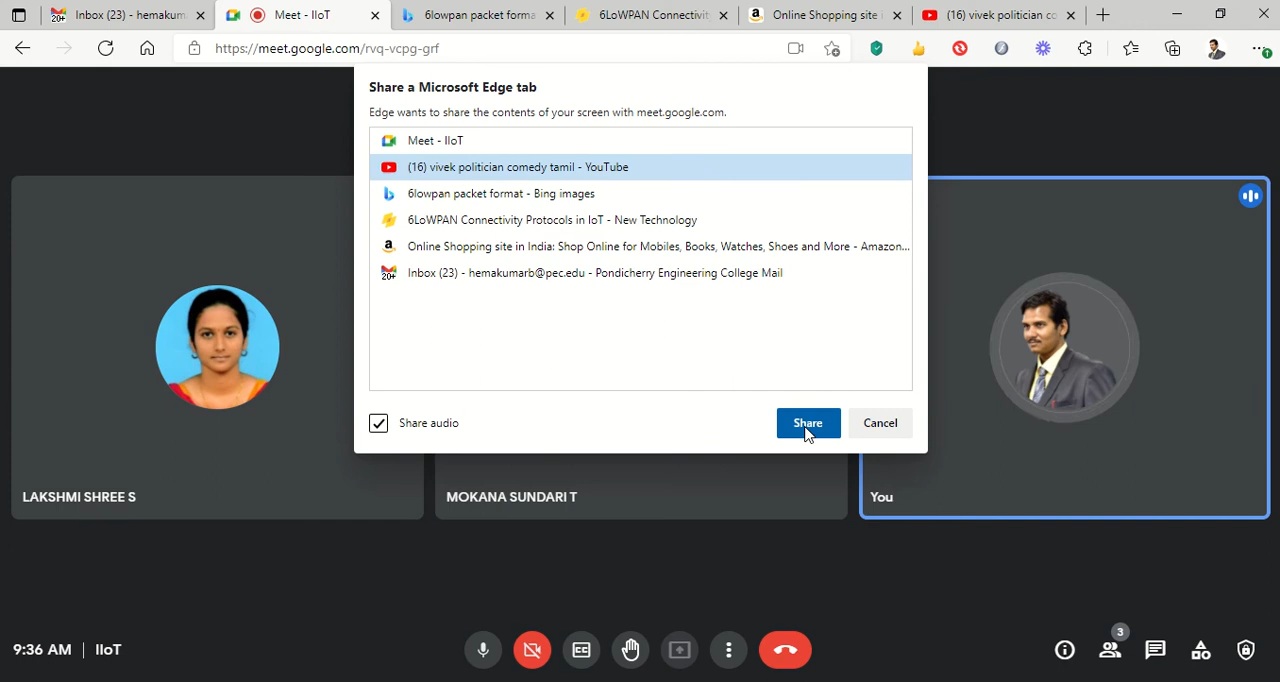 20+ Inbox (23) - hemakum
Meet - IIoT
6lowpan packet forma
6LoWPAN Connectivit
Online Shopping site
(16) vivek politician co
https://meet.google.com/rvq-vcpg-grf
Share a Microsoft Edge tab
Edge wants to share the contents of your screen with meet.google.com.
Meet - IIoT
(16) vivek politician comedy tamil - YouTube
6lowpan packet format - Bing images
6LoWPAN Connectivity Protocols in IoT - New Technology
a Online Shopping site in India: Shop Online for Mobiles, Books, Watches, Shoes and More - Amazon...
20+ Inbox (23) - hemakumarb@pec.edu - Pondicherry Engineering College Mail
Share audio
Share
Cancel
LAKSHMI SHREE S
MOKANA SUNDARI T
You
9:36 AM | IIoT
CC
3